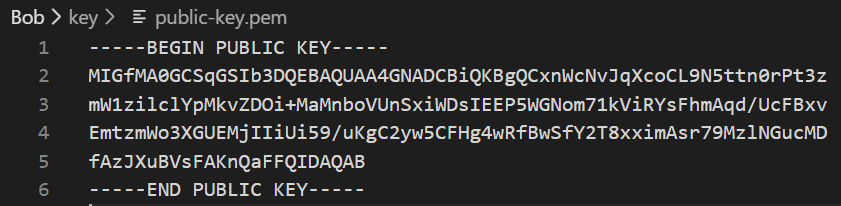 Bob > key > public-key.pem
1 -----BEGIN PUBLIC KEY-----
2 MIGfMA0GCSqGSIb3DQEBAQUAA4GNADCBiQKBgQCxnWcNvJqXcoCL9N5ttn0rPt3z
3 mW1zilclYpMkvZDOi+MaMnboVUnSxiWDsIEEP5WGNom71kViRYsFhmAqd/UcFBxv
4 EmtzmWo3XGUEMjIIiUi59/uKgC2yw5CFHg4wRfBwSfY2T8xximAsr79MzlNGucMD
5 fAzJXuBVsFAKnQaFFQIDAQAB
6 -----END PUBLIC KEY-----